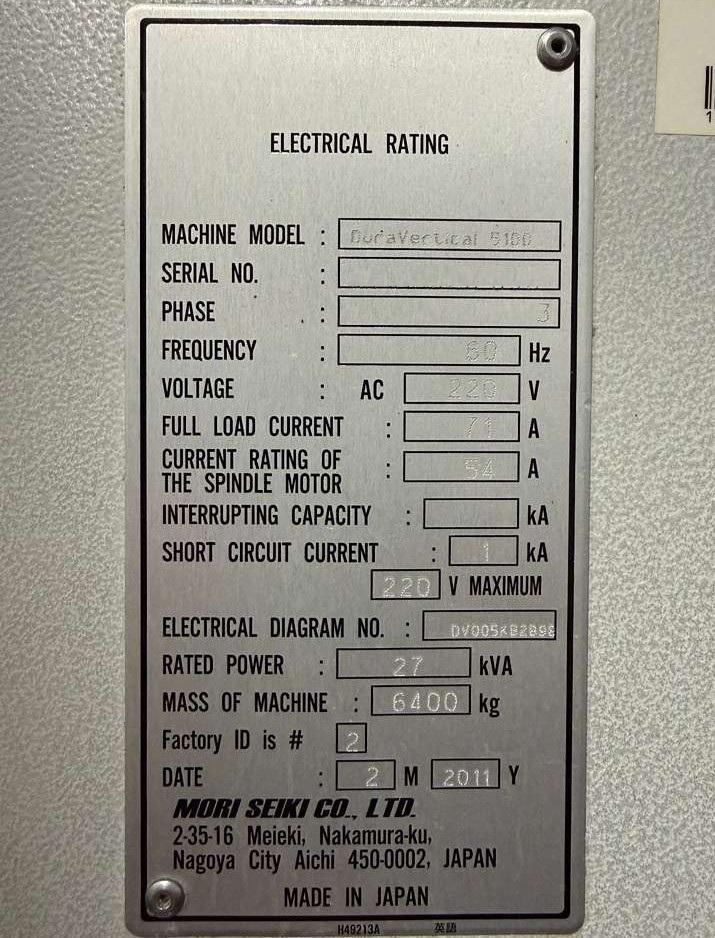 ELECTRICAL RATING
MACHINE MODEL : DuraVertical 5100
SERIAL NO. :
PHASE : 3
FREQUENCY : 60 Hz
VOLTAGE : AC 220 V
FULL LOAD CURRENT : 71 A
CURRENT RATING OF
THE SPINDLE MOTOR : 54 A
INTERRUPTING CAPACITY : kA
SHORT CIRCUIT CURRENT : 1 kA
220 V MAXIMUM
ELECTRICAL DIAGRAM NO. :
RATED POWER : 27 kVA
MASS OF MACHINE : 6400 kg
Factory ID is # 2
DATE : 2 M 2011 Y
MORI SEIKI CO., LTD.
2-35-16 Meieki, Nakamura-ku,
Nagoya City Aichi 450-0002, JAPAN
MADE IN JAPAN
H49213A 英語